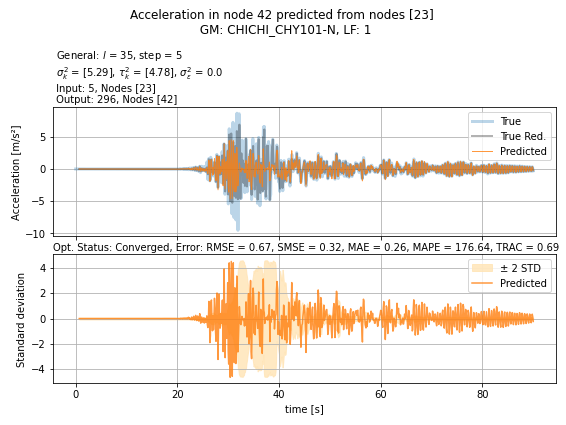 Acceleration in node 42 predicted from nodes [23]
GM: CHICHI_CHY101-N, LF: 1
General: l = 35, step = 5
σ²ₖ = [5.29], τ²ₖ = [4.78], σ²ₑ = 0.0
Input: 5, Nodes [23]
Output: 296, Nodes [42]
Acceleration [m/s²]
5
0
−5
−10
True
True Red.
Predicted
Opt. Status: Converged, Error: RMSE = 0.67, SMSE = 0.32, MAE = 0.26, MAPE = 176.64, TRAC = 0.69
Standard deviation
4
2
0
−2
−4
± 2 STD
Predicted
0 20 40 60 80
time [s]